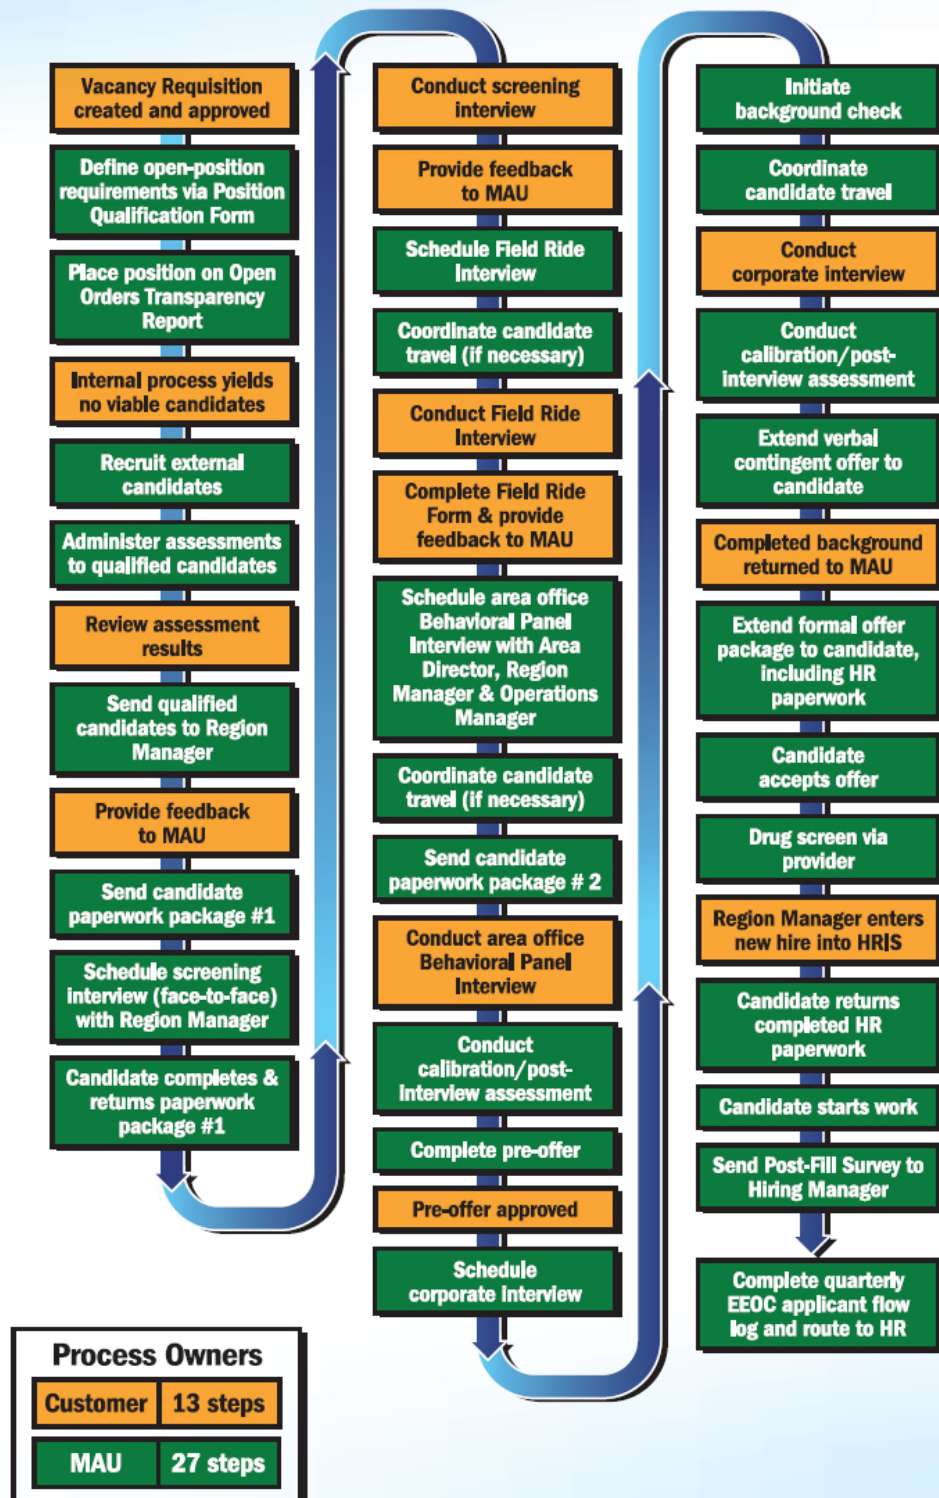 Vacancy Requisition
created and approved
Define open-position
requirements via Position
Qualification Form
Place position on Open
Orders Transparency
Report
Internal process yields
no viable candidates
Recruit external
candidates
Administer assessments
to qualified candidates
Review assessment
results
Send qualified
candidates to Region
Manager
Provide feedback
to MAU
Send candidate
paperwork package #1
Schedule screening
interview (face-to-face)
with Region Manager
Candidate completes &
returns paperwork
package #1
Conduct screening
interview
Provide feedback
to MAU
Schedule Field Ride
Interview
Coordinate candidate
travel (if necessary)
Conduct Field Ride
Interview
Complete Field Ride
Form & provide
feedback to MAU
Schedule area office
Behavioral Panel
Interview with Area
Director, Region
Manager & Operations
Manager
Coordinate candidate
travel (if necessary)
Send candidate
paperwork package # 2
Conduct area office
Behavioral Panel
Interview
Conduct
calibration/post-
interview assessment
Complete pre-offer
Pre-offer approved
Schedule
corporate interview
Initiate
background check
Coordinate
candidate travel
Conduct
corporate interview
Conduct
calibration/post-
interview assessment
Extend verbal
contingent offer to
candidate
Completed background
returned to MAU
Extend formal offer
package to candidate,
including HR
paperwork
Candidate
accepts offer
Drug screen via
provider
Region Manager enters
new hire into HRIS
Candidate returns
completed HR
paperwork
Candidate starts work
Send Post-Fill Survey to
Hiring Manager
Complete quarterly
EEOC applicant flow
log and route to HR
Process Owners
Customer 13 steps
MAU 27 steps